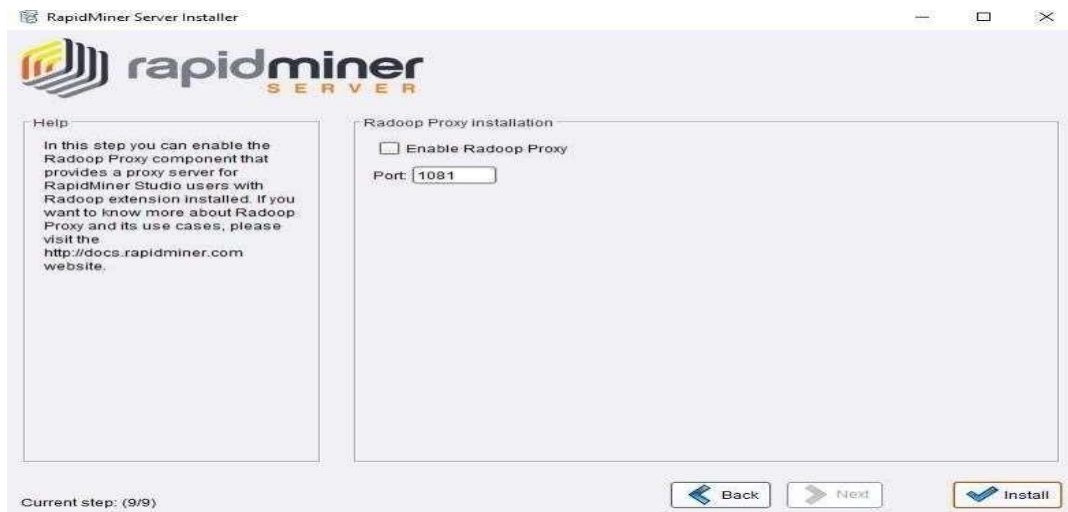 RapidMiner Server Installer
rapidminer
SERVER
Help
In this step you can enable the
Radoop Proxy component that
provides a proxy server for
RapidMiner Studio users with
Radoop extension installed. If you
want to know more about Radoop
Proxy and its use cases, please
visit the
http://docs.rapidminer.com
website.
Radoop Proxy installation
Enable Radoop Proxy
Port: 1081
Current step: (9/9)
Back
Next
Install